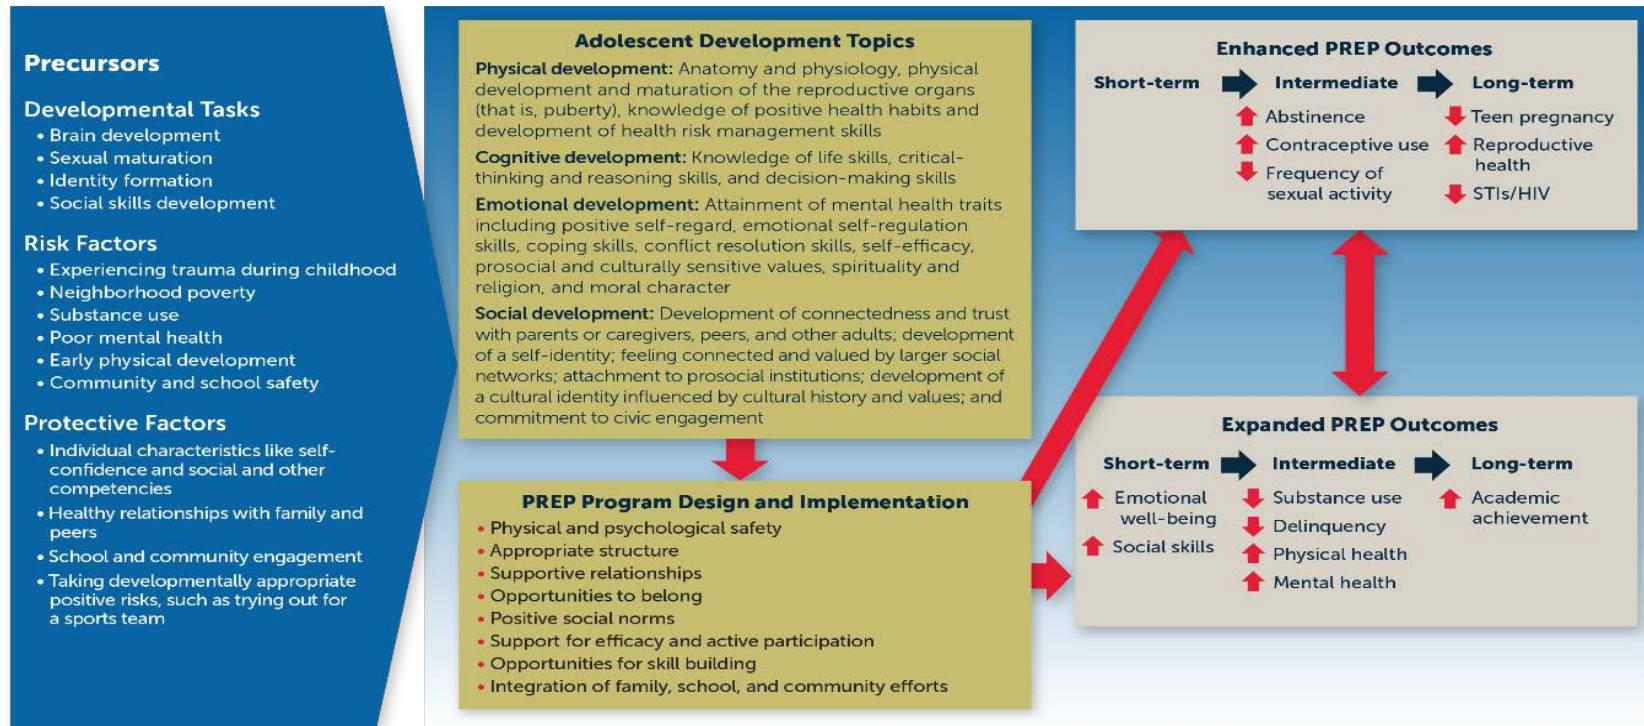 Precursors
Developmental Tasks
• Brain development
• Sexual maturation
• Identity formation
• Social skills development
Risk Factors
• Experiencing trauma during childhood
• Neighborhood poverty
• Substance use
• Poor mental health
• Early physical development
• Community and school safety
Protective Factors
• Individual characteristics like self-
confidence and social and other
competencies
• Healthy relationships with family and
peers
• School and community engagement
• Taking developmentally appropriate
positive risks, such as trying out for
a sports team
Adolescent Development Topics
Physical development: Anatomy and physiology, physical
development and maturation of the reproductive organs
(that is, puberty), knowledge of positive health habits and
development of health risk management skills
Cognitive development: Knowledge of life skills, critical-
thinking and reasoning skills, and decision-making skills
Emotional development: Attainment of mental health traits
including positive self-regard, emotional self-regulation
skills, coping skills, conflict resolution skills, self-efficacy,
prosocial and culturally sensitive values, spirituality and
religion, and moral character
Social development: Development of connectedness and trust
with parents or caregivers, peers, and other adults; development
of a self-identity; feeling connected and valued by larger social
networks; attachment to prosocial institutions; development of
a cultural identity influenced by cultural history and values; and
commitment to civic engagement
PREP Program Design and Implementation
• Physical and psychological safety
• Appropriate structure
• Supportive relationships
• Opportunities to belong
• Positive social norms
• Support for efficacy and active participation
• Opportunities for skill building
• Integration of family, school, and community efforts
Enhanced PREP Outcomes
Short-term
Intermediate
Abstinence
Contraceptive use
Frequency of
sexual activity
Long-term
Teen pregnancy
Reproductive
health
STIs/HIV
Expanded PREP Outcomes
Short-term
Emotional
well-being
Social skills
Intermediate
Substance use
Delinquency
Physical health
Mental health
Long-term
Academic
achievement